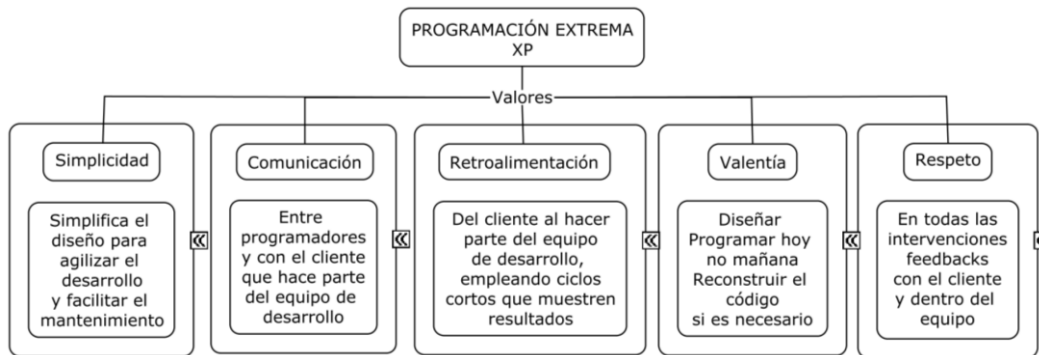 PROGRAMACIÓN EXTREMA
XP
Valores
Simplicidad
Simplifica el
diseño para
agilizar el
desarrollo
y facilitar el
mantenimiento
Comunicación
Entre
programadores
y con el cliente
que hace parte
del equipo de
desarrollo
Retroalimentación
Del cliente al hacer
parte del equipo
de desarrollo,
empleando ciclos
cortos que muestren
resultados
Valentía
Diseñar
Programar hoy
no mañana
Reconstruir el
código
si es necesario
Respeto
En todas las
intervenciones
feedbacks
con el cliente
y dentro del
equipo